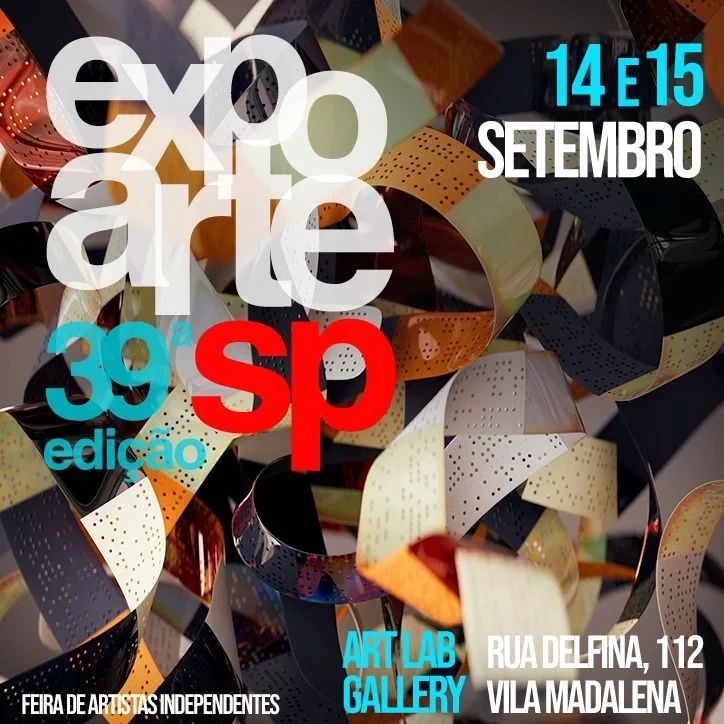 expo
arte
39ª sp
edição
14 E 15
SETEMBRO
FEIRA DE ARTISTAS INDEPENDENTES
ART LAB
GALLERY
RUA DELFINA, 112
VILA MADALENA